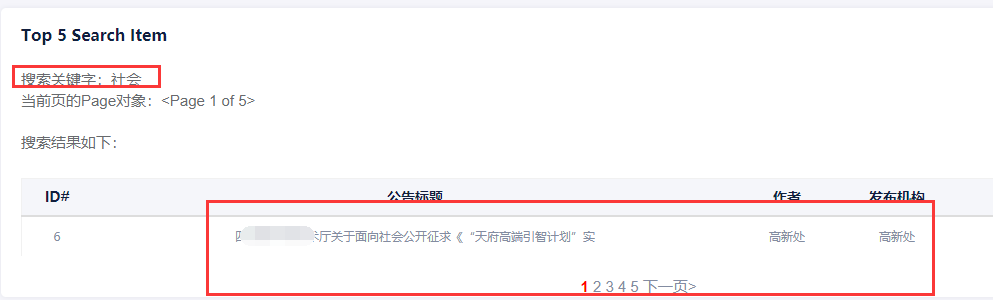 Top 5 Search Item
搜索关键字：社会
当前页的Page对象：<Page 1 of 5>
搜索结果如下：
ID# 公告标题 作者 发布机构
6 四 术厅关于面向社会公开征求《“天府高端引智计划”实 高新处 高新处
1 2 3 4 5 下一页>